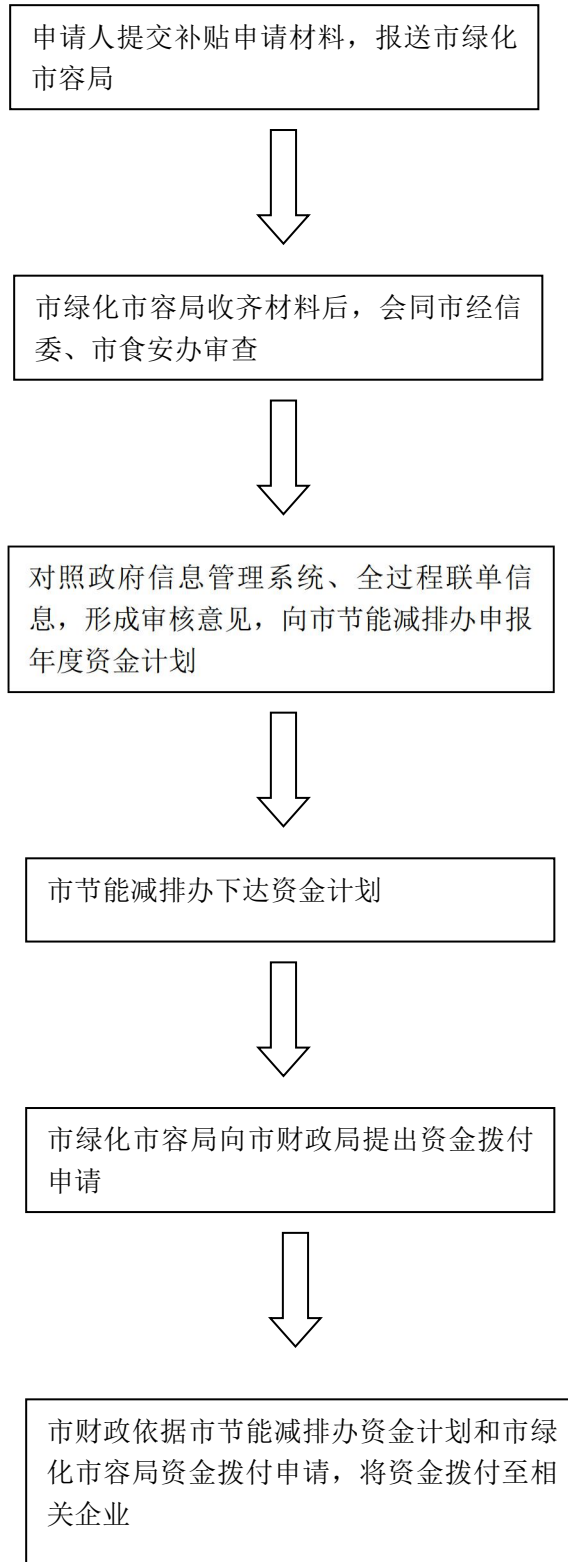 申请人提交补贴申请材料，报送市绿化
市容局
市绿化市容局收齐材料后，会同市经信
委、市食安办审查
对照政府信息管理系统、全过程联单信
息，形成审核意见，向市节能减排办申报
年度资金计划
市节能减排办下达资金计划
市绿化市容局向市财政局提出资金拨付
申请
市财政依据市节能减排办资金计划和市绿
化市容局资金拨付申请，将资金拨付至相
关企业